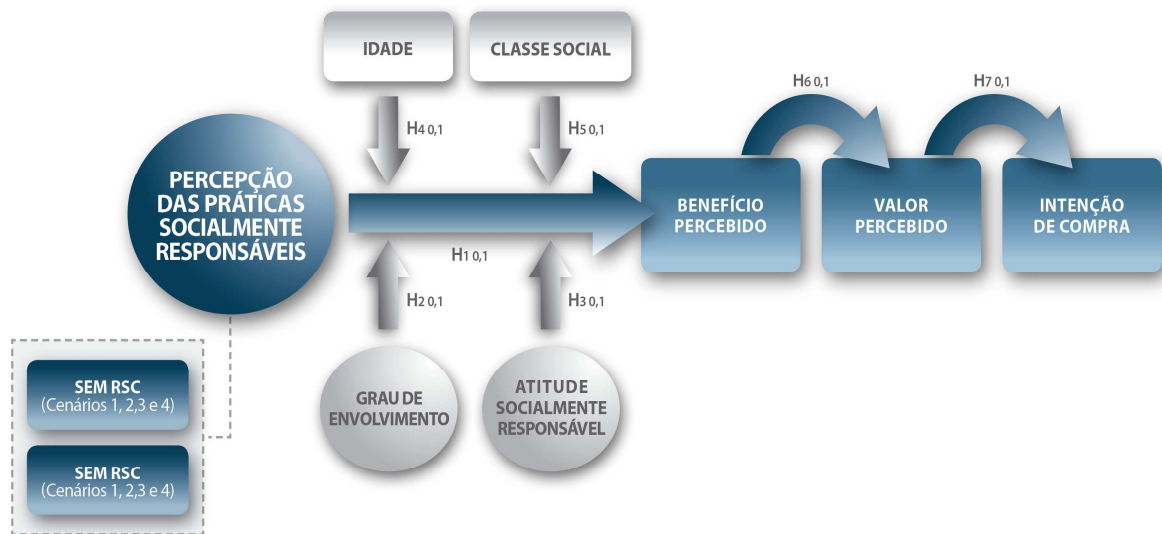 IDADE
CLASSE SOCIAL
H4 0,1
H5 0,1
H6 0,1
H7 0,1
PERCEPÇÃO
DAS PRÁTICAS
SOCIALMENTE
RESPONSÁVEIS
BENEFÍCIO
PERCEBIDO
VALOR
PERCEBIDO
INTENÇÃO
DE COMPRA
H1 0,1
H2 0,1
H3 0,1
GRAU DE
ENVOLVIMENTO
ATITUDE
SOCIALMENTE
RESPONSÁVEL
SEM RSC
(Cenários 1, 2,3 e 4)
SEM RSC
(Cenários 1, 2,3 e 4)